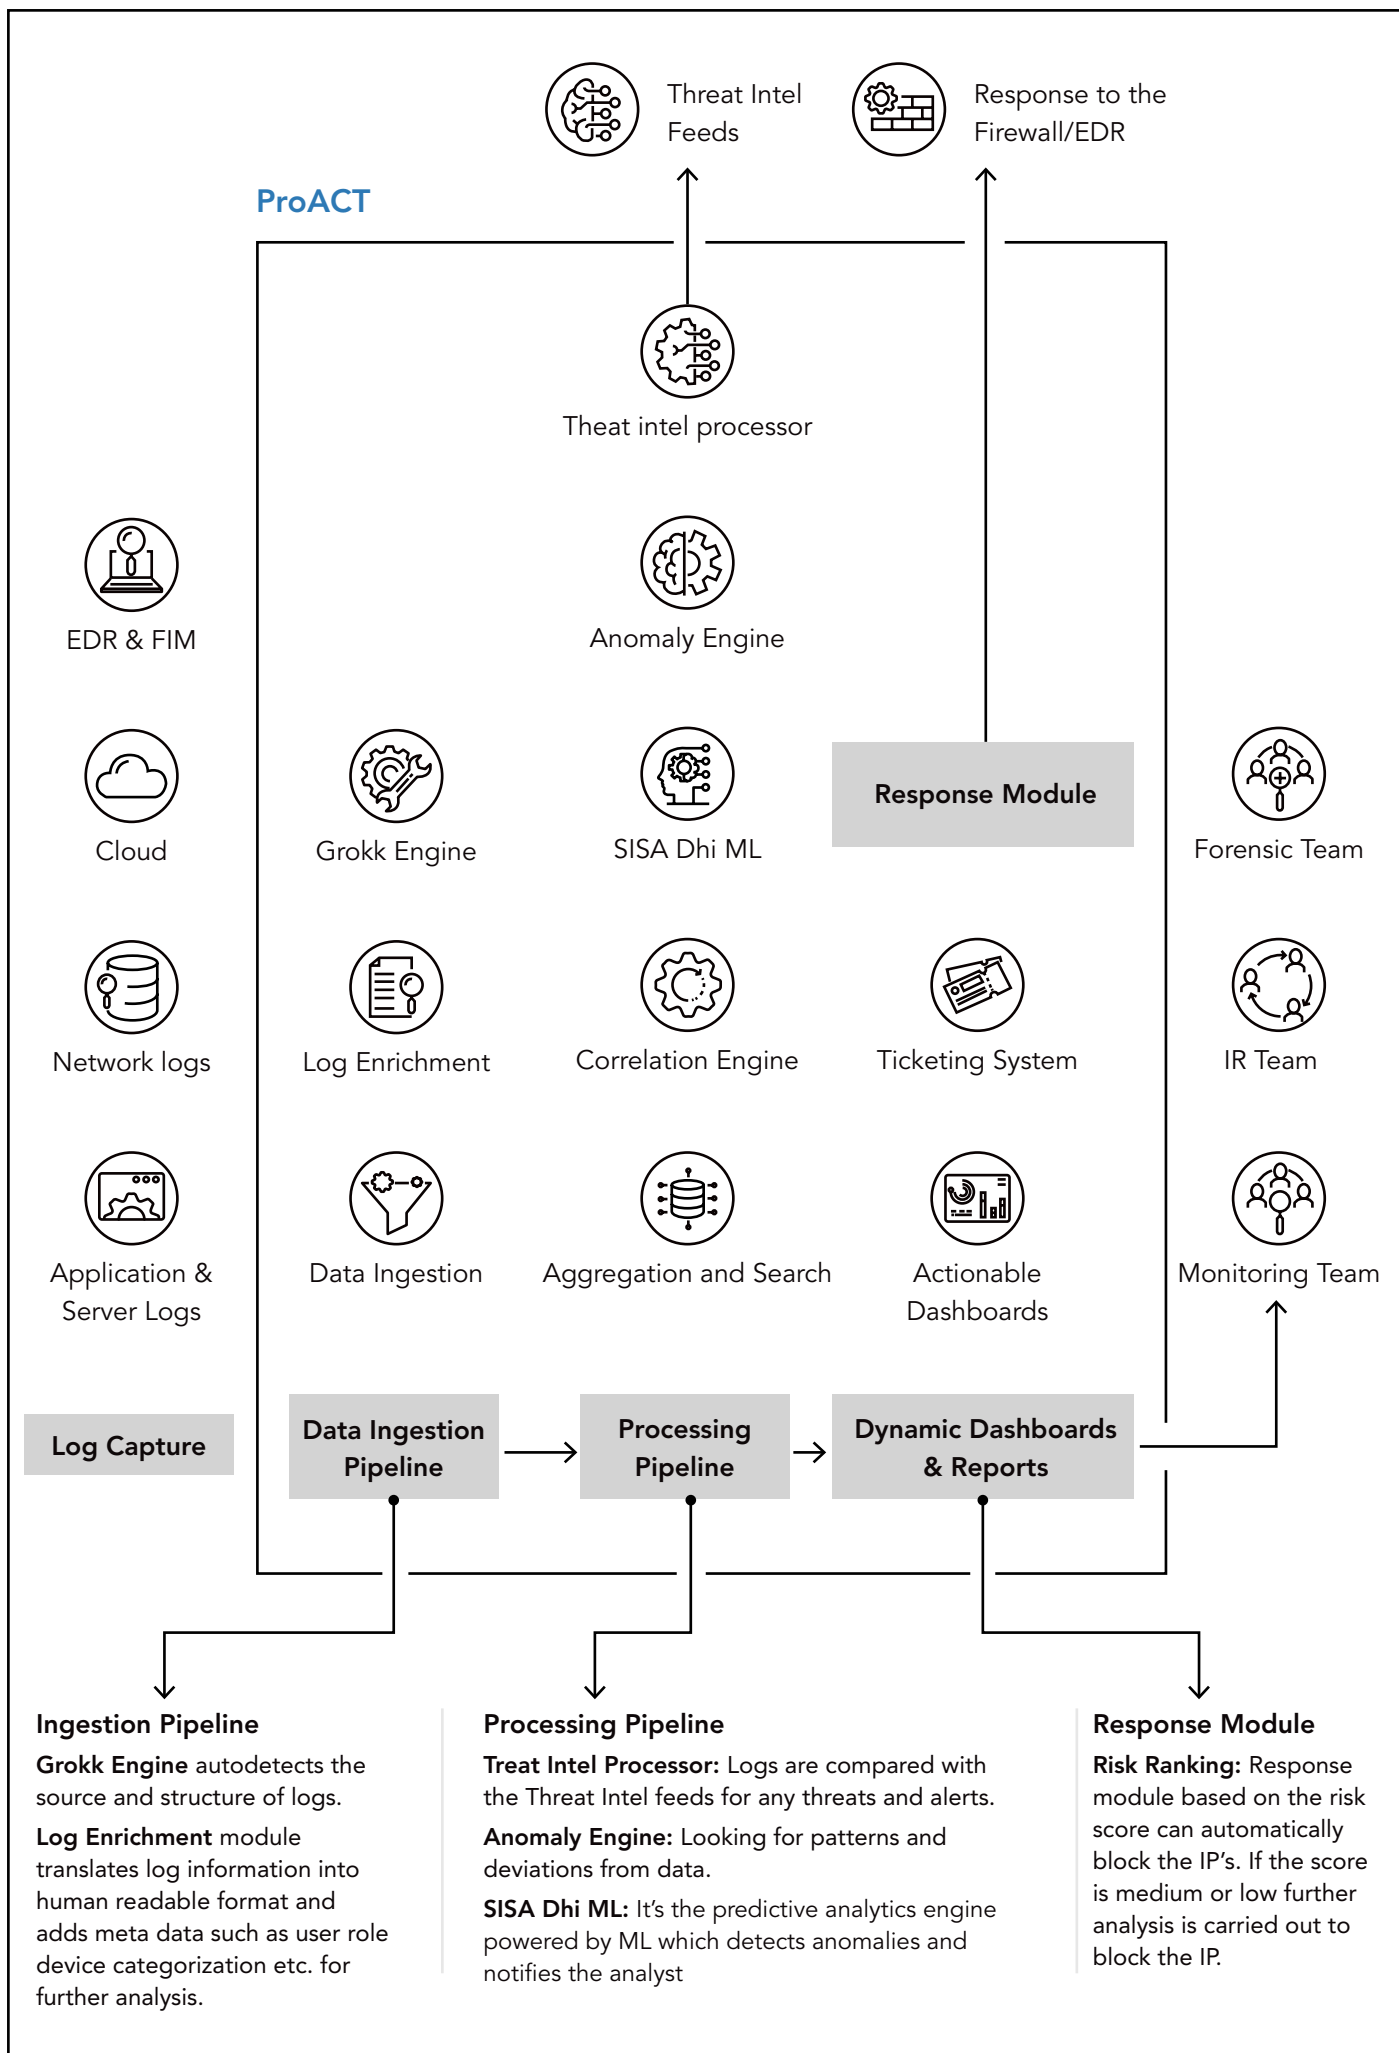 Threat Intel
Feeds
Response to the
Firewall/EDR
ProACT
Theat intel processor
EDR & FIM
Anomaly Engine
Cloud
Grokk Engine
SISA Dhi ML
Response Module
Forensic Team
Network logs
Log Enrichment
Correlation Engine
Ticketing System
IR Team
Application &
Server Logs
Data Ingestion
Aggregation and Search
Actionable
Dashboards
Monitoring Team
Log Capture
Data Ingestion
Pipeline
Processing
Pipeline
Dynamic Dashboards
& Reports
Ingestion Pipeline
Grokk Engine autodetects the
source and structure of logs.
Log Enrichment module
translates log information into
human readable format and
adds meta data such as user role
device categorization etc. for
further analysis.
Processing Pipeline
Treat Intel Processor: Logs are compared with
the Threat Intel feeds for any threats and alerts.
Anomaly Engine: Looking for patterns and
deviations from data.
SISA Dhi ML: It's the predictive analytics engine
powered by ML which detects anomalies and
notifies the analyst
Response Module
Risk Ranking: Response
module based on the risk
score can automatically
block the IP's. If the score
is medium or low further
analysis is carried out to
block the IP.